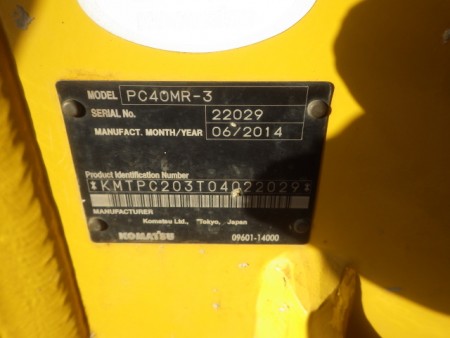 MODEL PC40MR-3
SERIAL No. 22029
MANUFACT. MONTH/YEAR 06/2014
Product Identification Number
*KMTPC203T04022029*
MANUFACTURER
Komatsu Ltd., Tokyo, Japan
KOMATSU 09601-14000